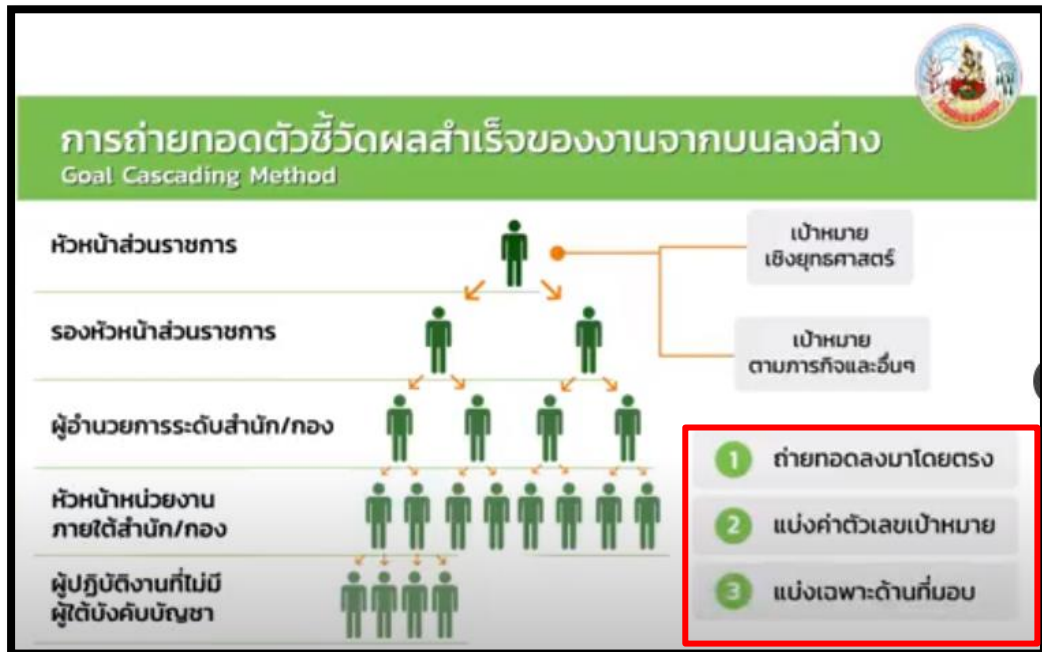 การถ่ายทอดตัวชี้วัดผลสำเร็จของงานจากบนลงล่าง
Goal Cascading Method
หัวหน้าส่วนราชการ
เป้าหมาย
เชิงยุทธศาสตร์
รองหัวหน้าส่วนราชการ
เป้าหมาย
ตามภารกิจและอื่นๆ
ผู้อำนวยการระดับสำนัก/กอง
หัวหน้าหน่วยงาน
ภายใต้สำนัก/กอง
ผู้ปฏิบัติงานที่ไม่มี
ผู้ใต้บังคับบัญชา
1 ถ่ายทอดลงมาโดยตรง
2 แบ่งค่าตัวเลขเป้าหมาย
3 แบ่งเฉพาะด้านที่มอบ